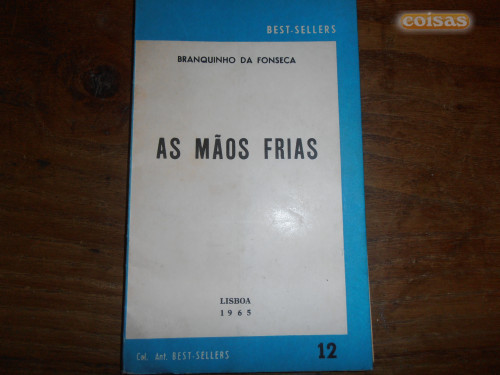 coisas
BEST-SELLERS
BRANQUINHO DA FONSECA
AS MÃOS FRIAS
LISBOA
1965
Col. Ant. BEST-SELLERS 12